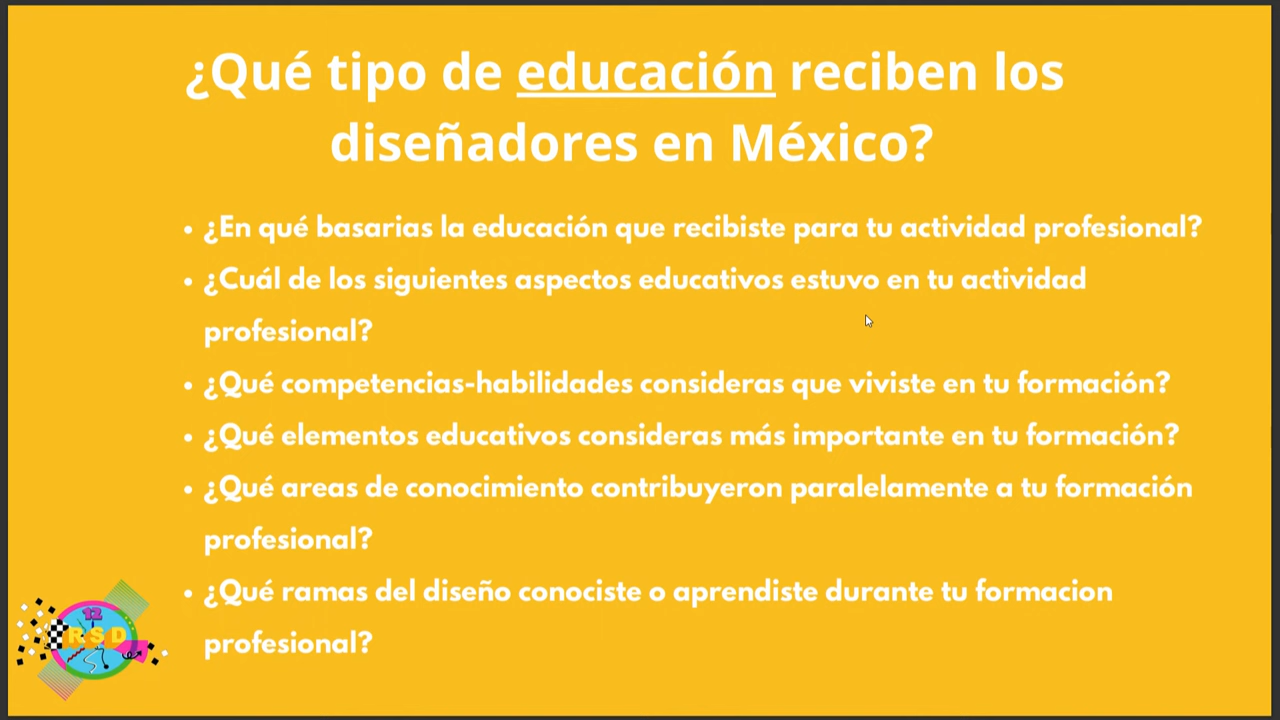 ¿Qué tipo de educación reciben los
diseñadores en México?
• ¿En qué basarias la educación que recibiste para tu actividad profesional?
• ¿Cuál de los siguientes aspectos educativos estuvo en tu actividad
profesional?
• ¿Qué competencias-habilidades consideras que viviste en tu formación?
• ¿Qué elementos educativos consideras más importante en tu formación?
• ¿Qué areas de conocimiento contribuyeron paralelamente a tu formación
profesional?
• ¿Qué ramas del diseño conociste o aprendiste durante tu formacion
profesional?
12
RSD